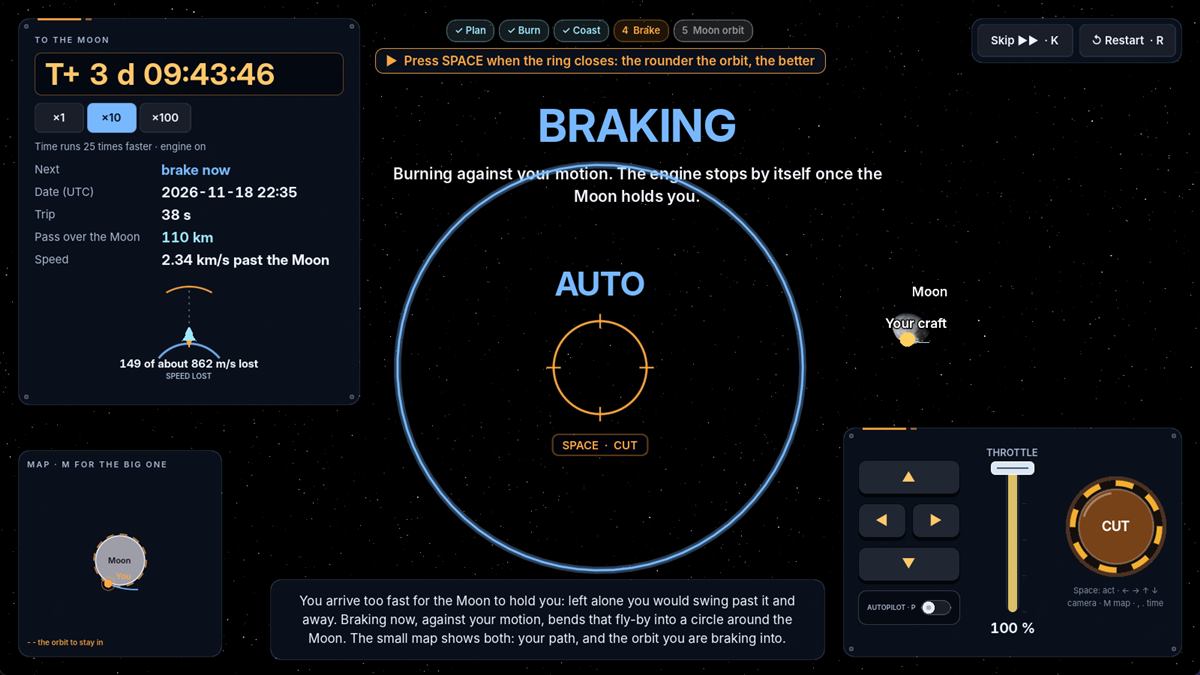 TO THE MOON
T+ 3 d 09:43:46
×1 ×10 ×100
Time runs 25 times faster · engine on
Next brake now
Date (UTC) 2026-11-18 22:35
Trip 38 s
Pass over the Moon 110 km
Speed 2.34 km/s past the Moon
149 of about 862 m/s lost
SPEED LOST
✓ Plan ✓ Burn ✓ Coast 4 Brake 5 Moon orbit
▶ Press SPACE when the ring closes: the rounder the orbit, the better
Skip ▶▶ · K ↺ Restart · R
BRAKING
Burning against your motion. The engine stops by itself once the
Moon holds you.
AUTO
SPACE · CUT
Moon
Your craft
MAP · M FOR THE BIG ONE
Moon
You
- - the orbit to stay in
You arrive too fast for the Moon to hold you: left alone you would swing past it and
away. Braking now, against your motion, bends that fly-by into a circle around the
Moon. The small map shows both: your path, and the orbit you are braking into.
THROTTLE
▲
◀ ▶
▼
AUTOPILOT · P
100 %
CUT
Space: act · ← → ↑ ↓
camera · M map · , . time